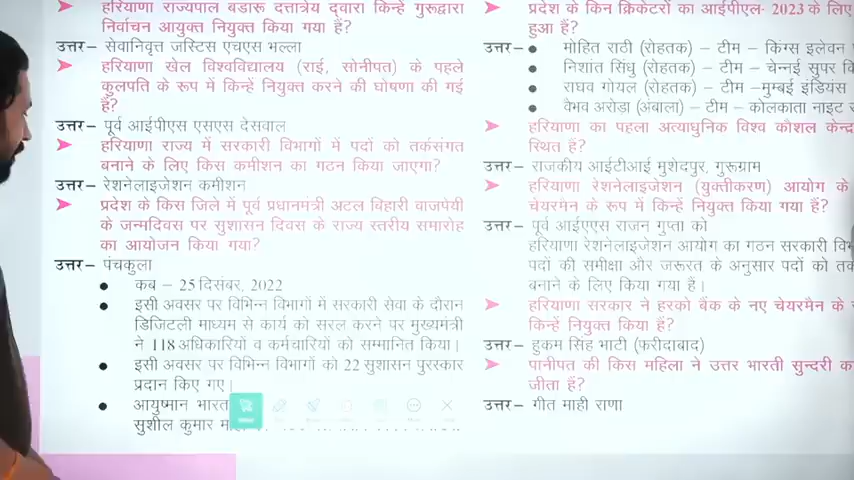 हरियाणा राज्यपाल बंडारू दत्तात्रेय द्वारा किन्हें गुरूद्वारा
निर्वाचन आयुक्त नियुक्त किया गया हैं?
उत्तर– सेवानिवृत्त जस्टिस एचएस भल्ला
हरियाणा खेल विश्वविद्यालय (राई, सोनीपत) के पहले
कुलपति के रूप में किन्हें नियुक्त करने की घोषणा की गई
हैं?
उत्तर– पूर्व आईपीएस एसएस देसवाल
हरियाणा राज्य में सरकारी विभागों में पदों को तर्कसंगत
बनाने के लिए किस कमीशन का गठन किया जाएगा?
उत्तर– रेशनेलाइजेशन कमीशन
प्रदेश के किस जिले में पूर्व प्रधानमंत्री अटल विहारी वाजपेयी
के जन्मदिवस पर सुशासन दिवस के राज्य स्तरीय समारोह
का आयोजन किया गया?
उत्तर– पंचकुला
● कब – 25 दिसंबर, 2022
● इसी अवसर पर विभिन्न विभागों में सरकारी सेवा के दौरान
डिजिटली माध्यम से कार्य को सरल करने पर मुख्यमंत्री
ने 118 अधिकारियों व कर्मचारियों को सम्मानित किया।
● इसी अवसर पर विभिन्न विभागों को 22 सुशासन पुरस्कार
प्रदान किए गए।
● आयुष्मान भारत
सुशील कुमार
प्रदेश के किन क्रिकेटरों का आईपीएल- 2023 के लिए
हुआ हैं?
उत्तर– ● मोहित राठी (रोहतक) – टीम – किंग्स इलेवन
● निशांत सिंधु (रोहतक) – टीम – चेन्नई सुपर
● राघव गोयल (रोहतक) – टीम –मुम्बई इंडियंस
● वैभव अरोड़ा (अंबाला) – टीम – कोलकाता नाइट
हरियाणा का पहला अत्याधुनिक विश्व कौशल केन्द्र
स्थित हैं?
उत्तर– राजकीय आईटीआई मुशेदपुर, गुरूग्राम
हरियाणा रेशनेलाइजेशन (युक्तीकरण) आयोग के
चेयरमैन के रूप में किन्हें नियुक्त किया गया हैं?
उत्तर– पूर्व आईएएस राजन गुप्ता को
हरियाणा रेशनेलाइजेशन आयोग का गठन सरकारी
पदों की समीक्षा और जरूरत के अनुसार पदों को
बनाने के लिए किया गया हैं।
हरियाणा सरकार ने हरको बैंक के नए चेयरमैन के
किन्हें नियुक्त किया हैं?
उत्तर– हुकम सिंह भाटी (फरीदाबाद)
पानीपत की किस महिला ने उत्तर भारती सुन्दरी
जीता हैं?
उत्तर– गीत माही राणा